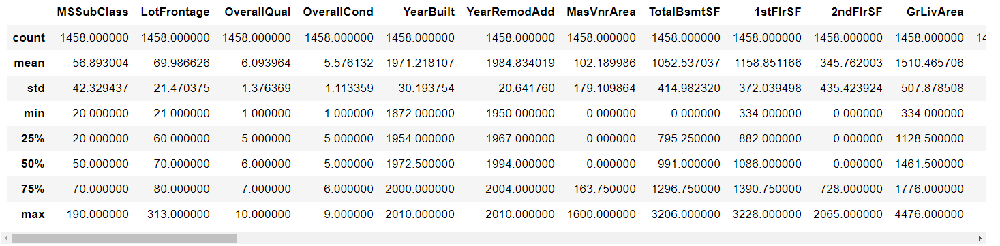 MSSubClass LotFrontage OverallQual OverallCond YearBuilt YearRemodAdd MasVnrArea TotalBsmtSF 1stFlrSF 2ndFlrSF GrLivArea
count 1458.000000 1458.000000 1458.000000 1458.000000 1458.000000 1458.000000 1458.000000 1458.000000 1458.000000 1458.000000 1458.000000 14
mean 56.893004 69.986626 6.093964 5.576132 1971.218107 1984.834019 102.189986 1052.537037 1158.851166 345.762003 1510.465706
std 42.329437 21.470375 1.376369 1.113359 30.193754 20.641760 179.109864 414.982320 372.039498 435.423924 507.878508
min 20.000000 21.000000 1.000000 1.000000 1872.000000 1950.000000 0.000000 0.000000 334.000000 0.000000 334.000000
25% 20.000000 60.000000 5.000000 5.000000 1954.000000 1967.000000 0.000000 795.250000 882.000000 0.000000 1128.500000
50% 50.000000 70.000000 6.000000 5.000000 1972.500000 1994.000000 0.000000 991.000000 1086.000000 0.000000 1461.500000
75% 70.000000 80.000000 7.000000 6.000000 2000.000000 2004.000000 163.750000 1296.750000 1390.750000 728.000000 1776.000000
max 190.000000 313.000000 10.000000 9.000000 2010.000000 2010.000000 1600.000000 3206.000000 3228.000000 2065.000000 4476.000000